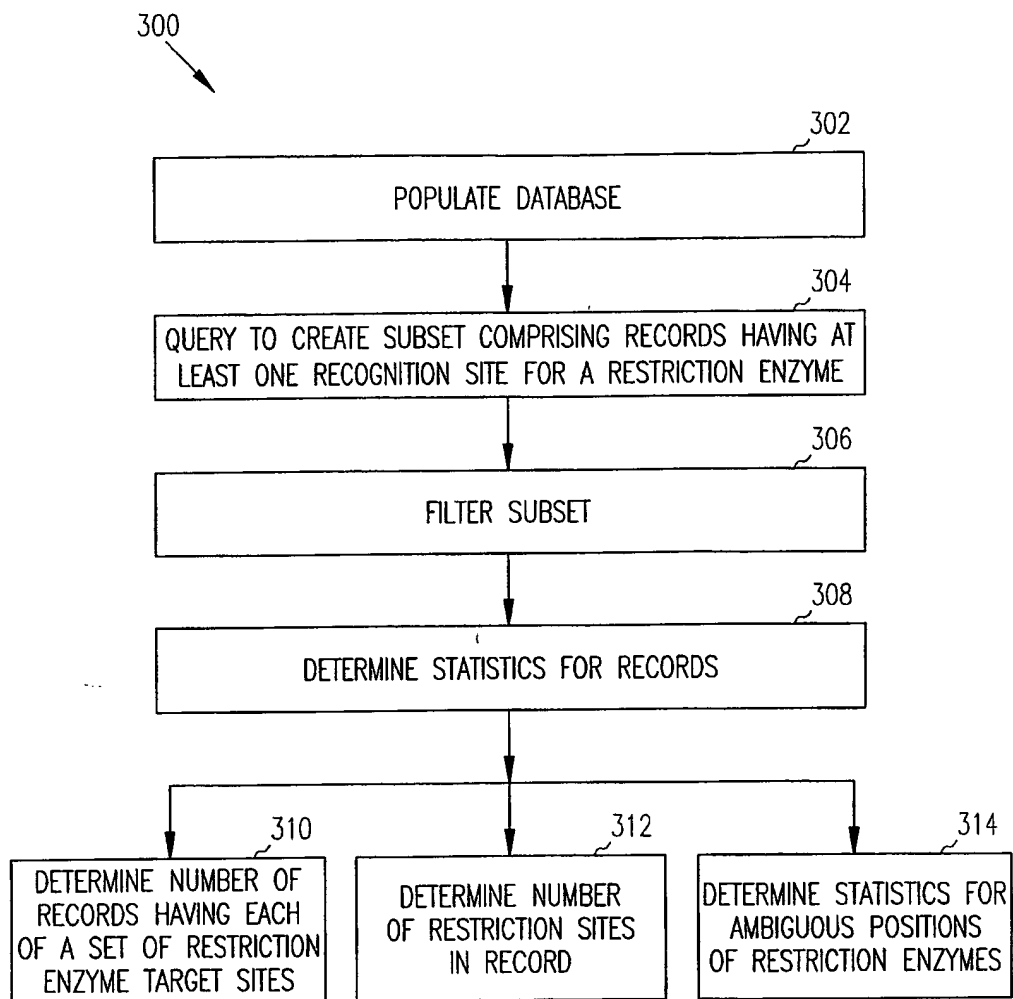 300
302
POPULATE DATABASE
304
QUERY TO CREATE SUBSET COMPRISING RECORDS HAVING AT
LEAST ONE RECOGNITION SITE FOR A RESTRICTION ENZYME
306
FILTER SUBSET
308
DETERMINE STATISTICS FOR RECORDS
310
DETERMINE NUMBER OF
RECORDS HAVING EACH
OF A SET OF RESTRICTION
ENZYME TARGET SITES
312
DETERMINE NUMBER
OF RESTRICTION SITES
IN RECORD
314
DETERMINE STATISTICS FOR
AMBIGUOUS POSITIONS
OF RESTRICTION ENZYMES